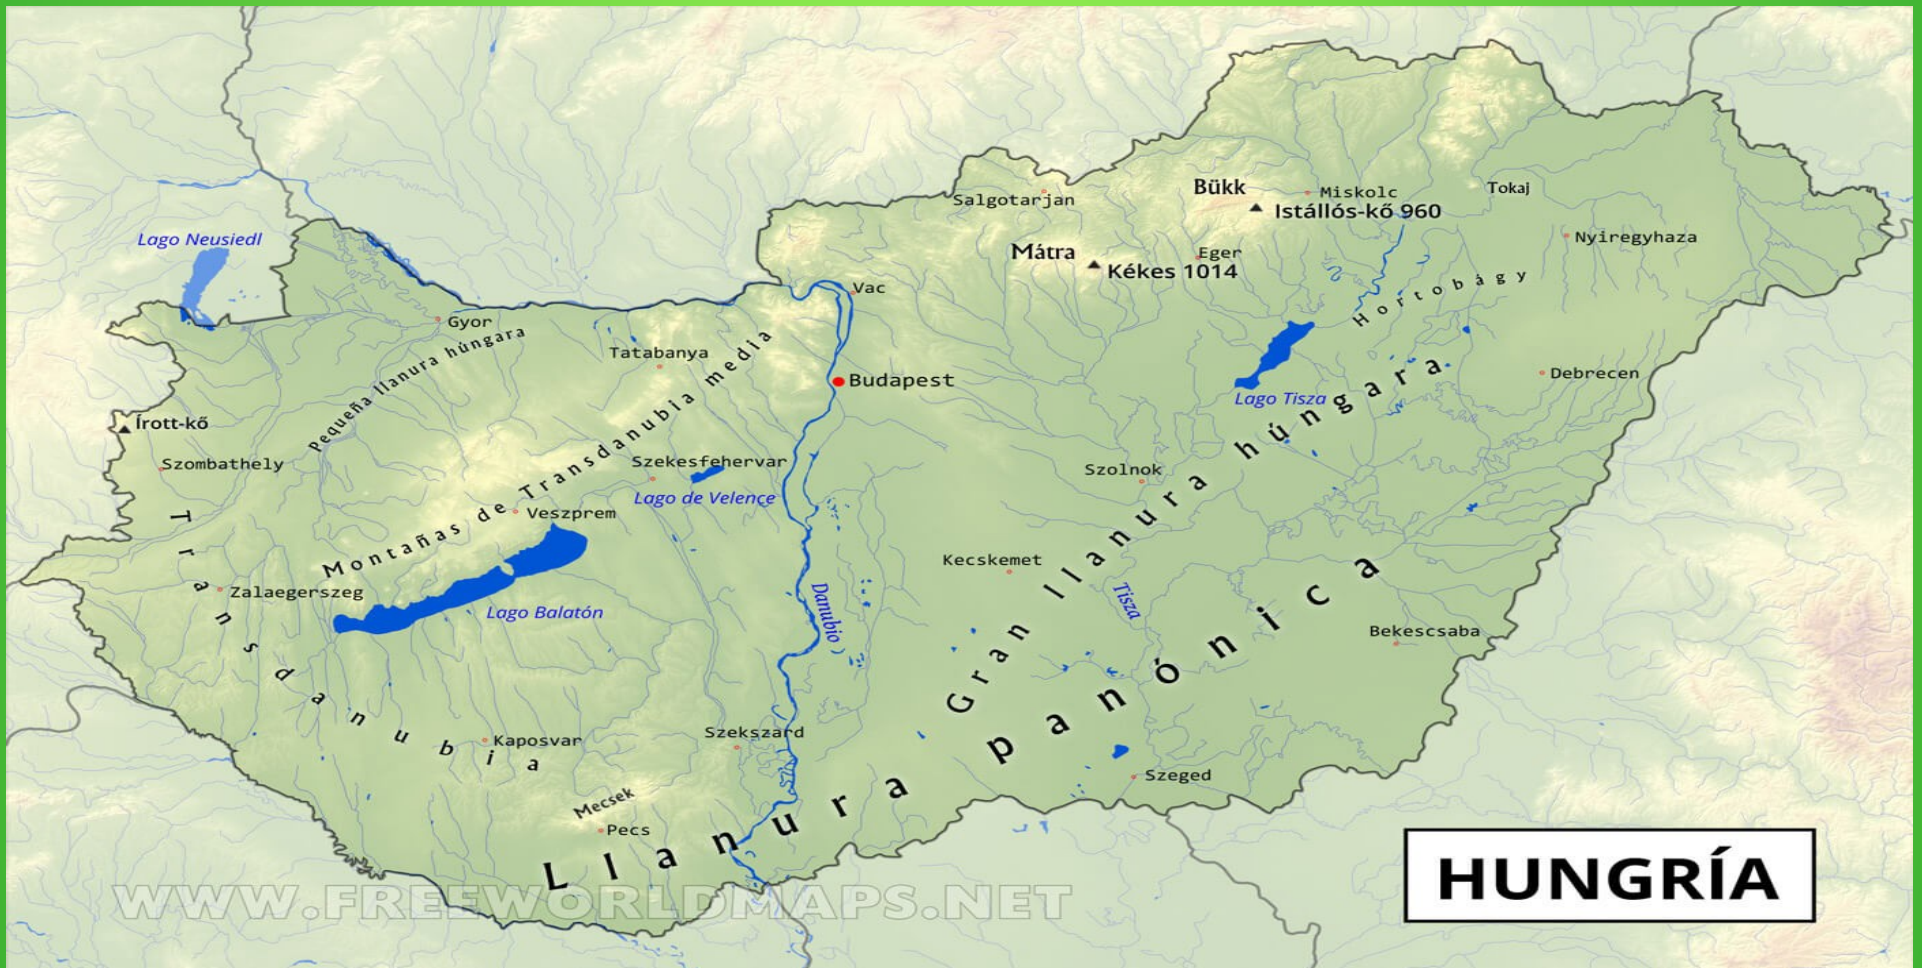 Lago Neusiedl
Salgotarjan
Bükk
Miskolc
Istállós-kő 960
Tokaj
Nyiregyhaza
Mátra
Eger
Kékes 1014
Hortobágy
Vac
Gyor
Pequeña llanura húngara
Tatabanya
Budapest
Lago Tisza
Debrecen
Írott-kő
Szombathely
Montañas de Transdanubia media
Szekesfehervar
Lago de Velençe
Veszprem
Szolnok
Gran llanura húngara
Transdanubia
Zalaegerszeg
Lago Balatón
Danubio
Kecskemet
Tisza
Bekescsaba
Kaposvar
Szekszard
Szeged
Mecsek
Pecs
Llanura panónica
HUNGRÍA
WWW.FREEWORLDMAPS.NET